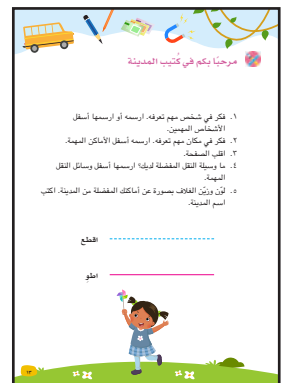 مرحبًا بكم في كُتيب المدينة
١. فكر في شخص مهم تعرفه. ارسمه أو ارسمها أسفل
الأشخاص المهمين.
٢. فكر في مكان مهم تعرفه. ارسمه أسفل الأماكن المهمة.
٣. اقلب الصفحة.
٤. ما وسيلة النقل المفضلة لديك؟ ارسمها أسفل وسائل النقل
المهمة.
٥. لوّن وزيّن الغلاف بصورة عن أماكنك المفضلة من المدينة. اكتب
اسم المدينة.
اقطع
اطوِ
١٣